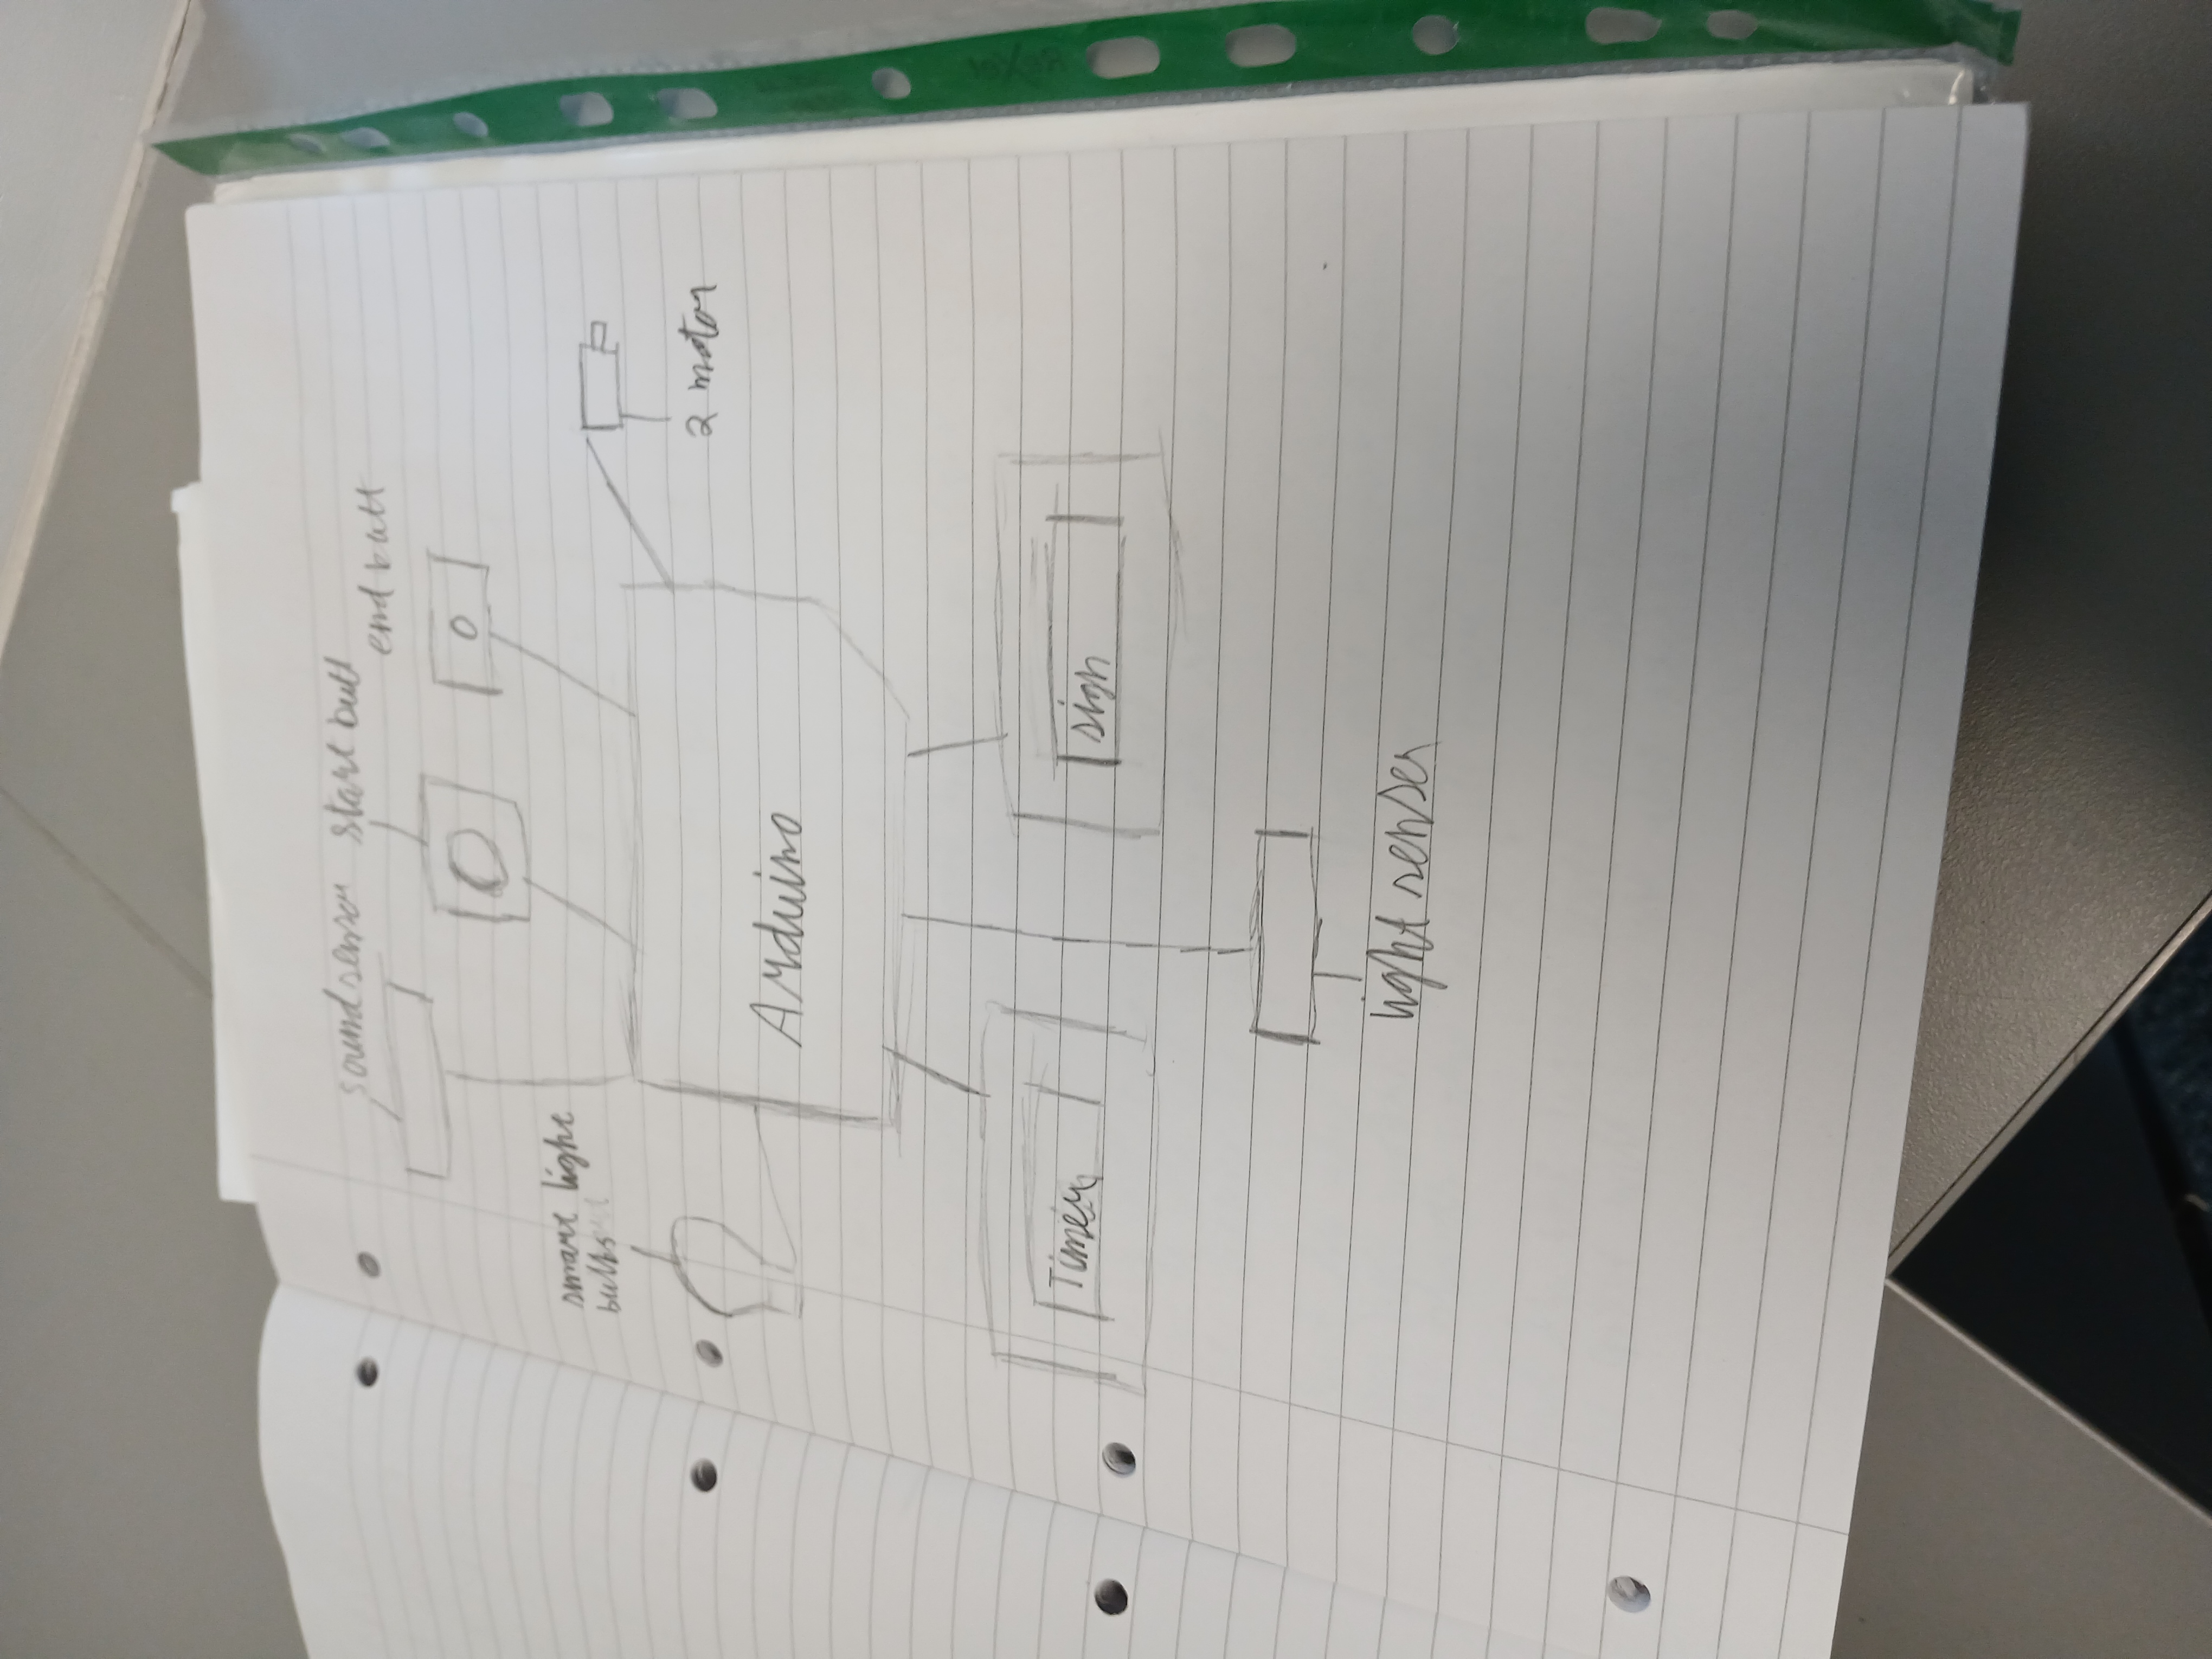 sound sensor
start butt
end butt
smart light
bulbs
2 motor
Arduino
Timer
sign
light senser